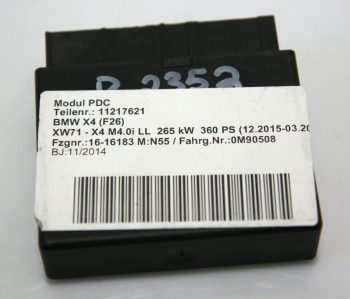 R 2352
Modul PDC
Teilenr.: 11217621
BMW X4 (F26)
XW71 - X4 M4.0i LL 265 kW 360 PS (12.2015-03.20
Fzgnr.:16-16183 M:N55 / Fahrg.Nr.:0M90508
BJ:11/2014